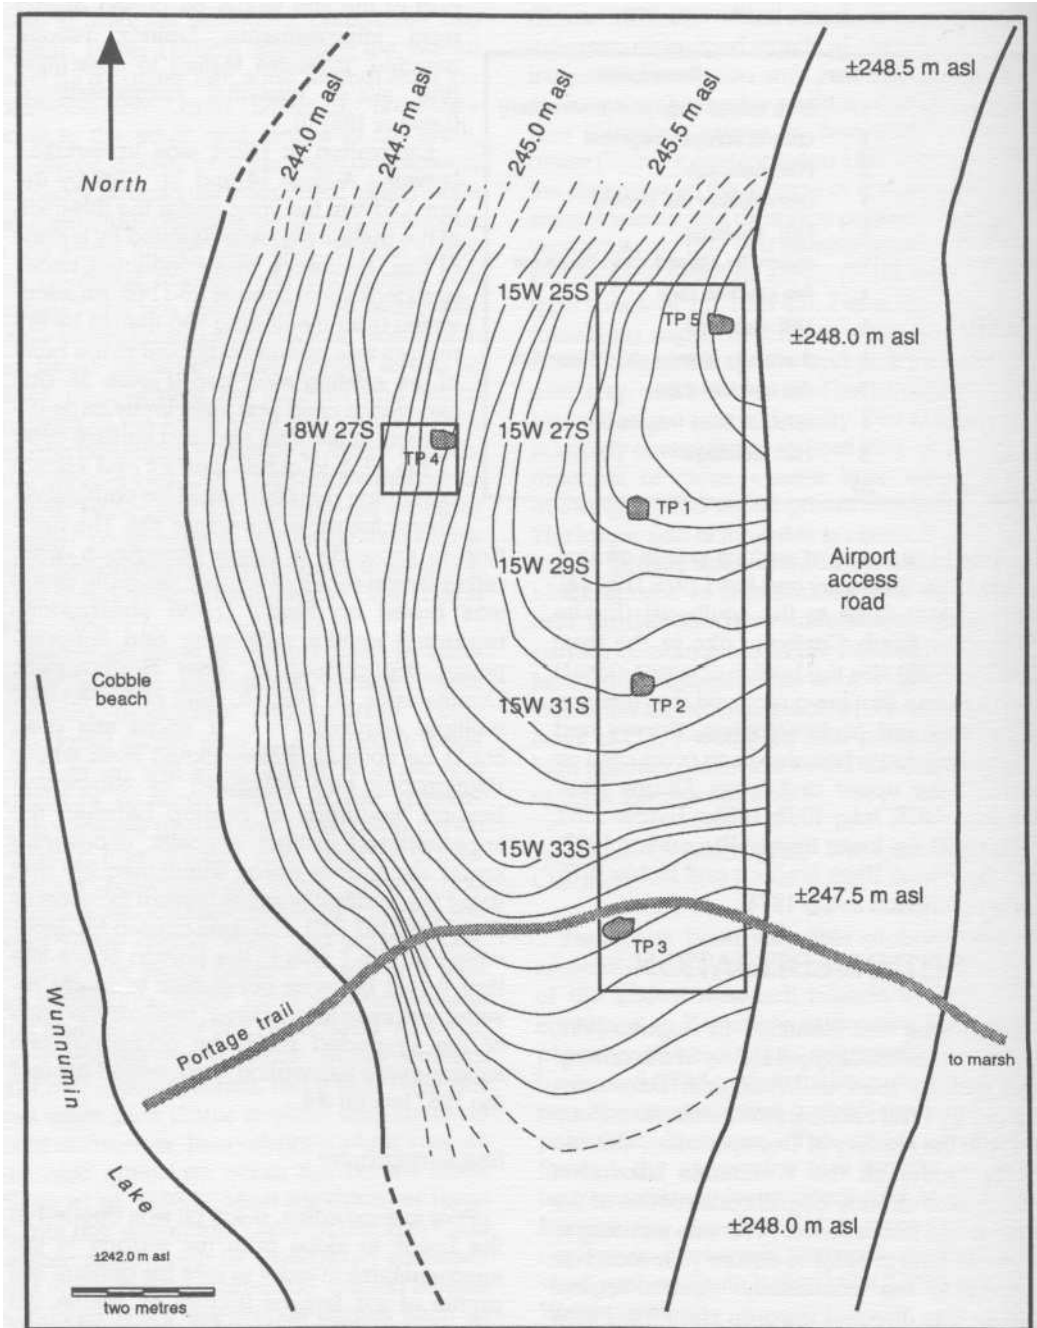 244.0 m asl
244.5 m asl
245.0 m asl
245.5 m asl
±248.5 m asl
North
15W 25S
TP 5
±248.0 m asl
18W 27S
TP 4
15W 27S
TP 1
15W 29S
Airport
access
road
Cobble
beach
15W 31S
TP 2
15W 33S
±247.5 m asl
TP 3
Portage trail
to marsh
Wunnumin
Lake
±248.0 m asl
±242.0 m asl
two metres